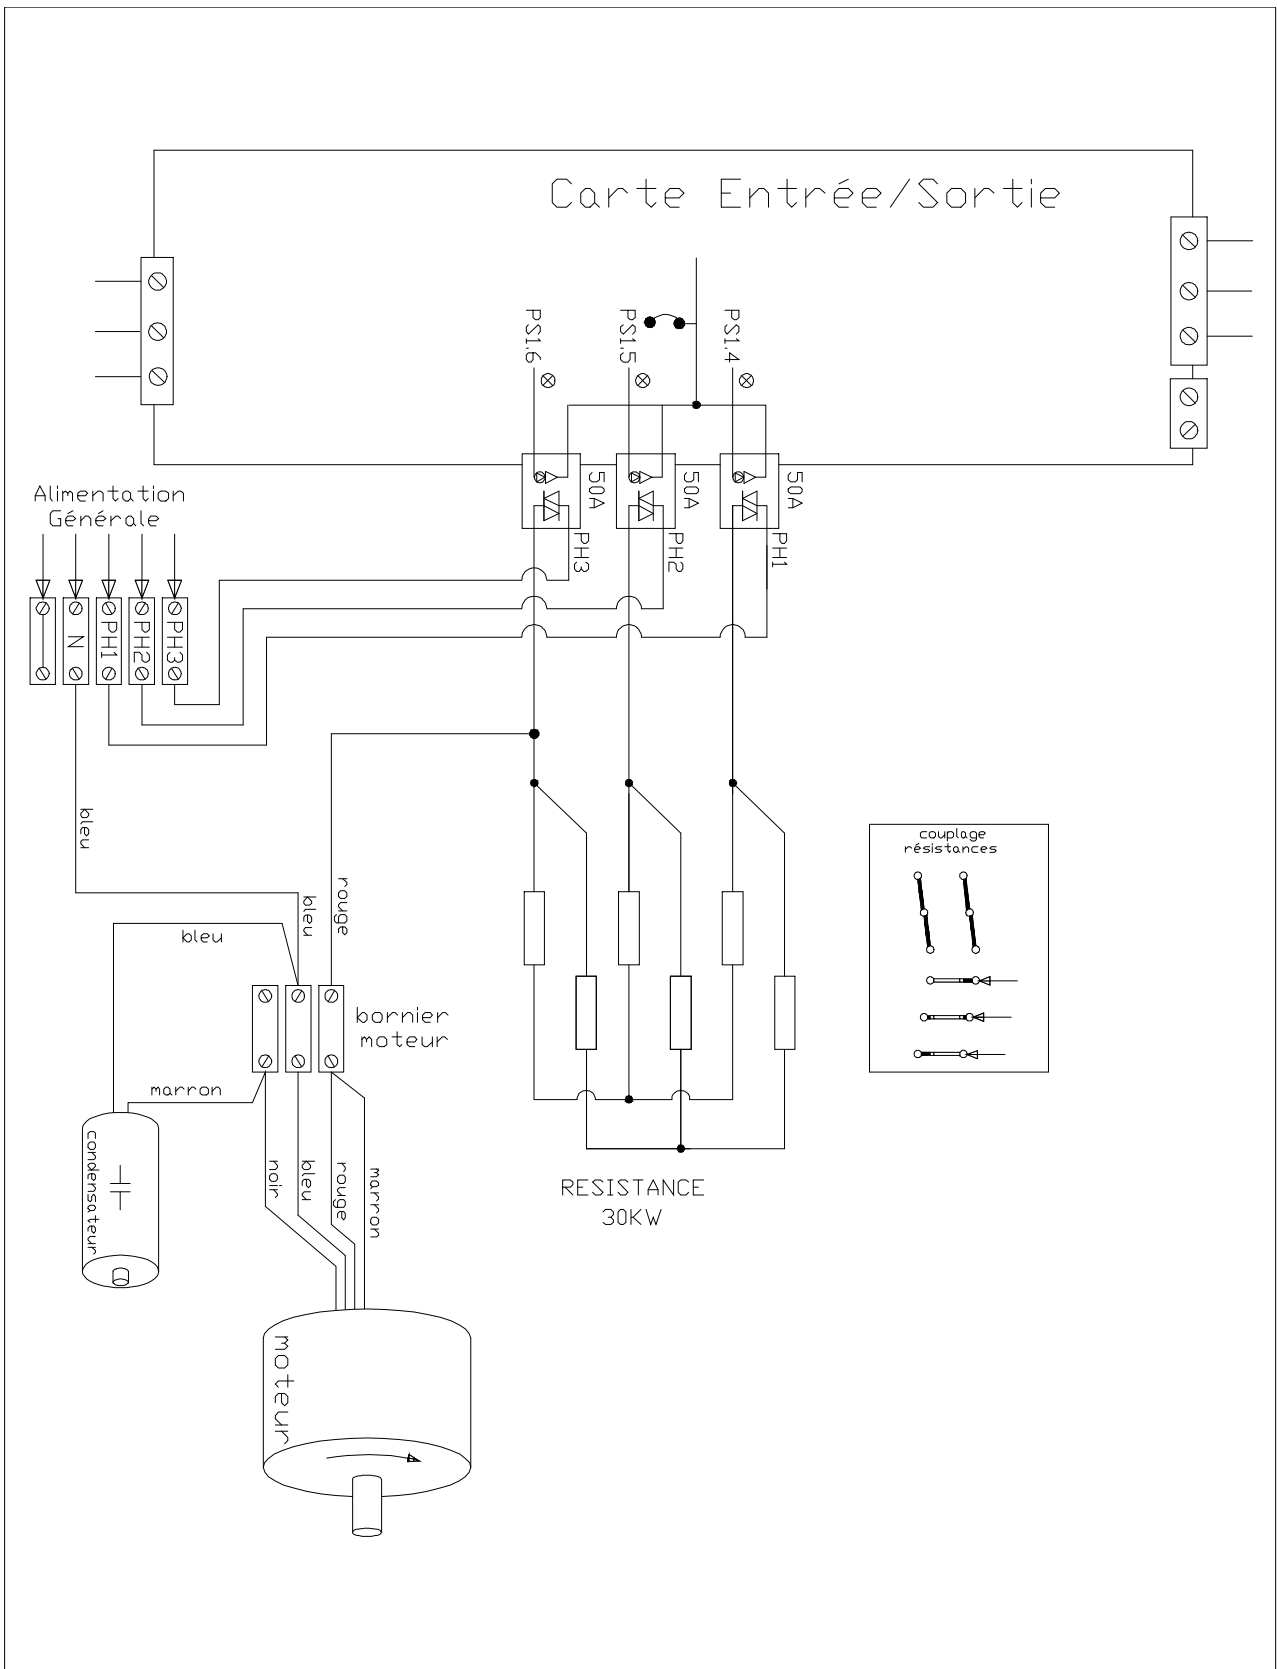 Carte Entrée/Sortie
PS1.6
PS1.5
PS1.4
50A
50A
50A
PH3
PH2
PH1
Alimentation
Générale
N
PH1
PH2
PH3
bleu
bleu
rouge
bleu
bornier
moteur
marron
condensateur
noir
bleu
rouge
marron
moteur
couplage
résistances
RESISTANCE
30KW